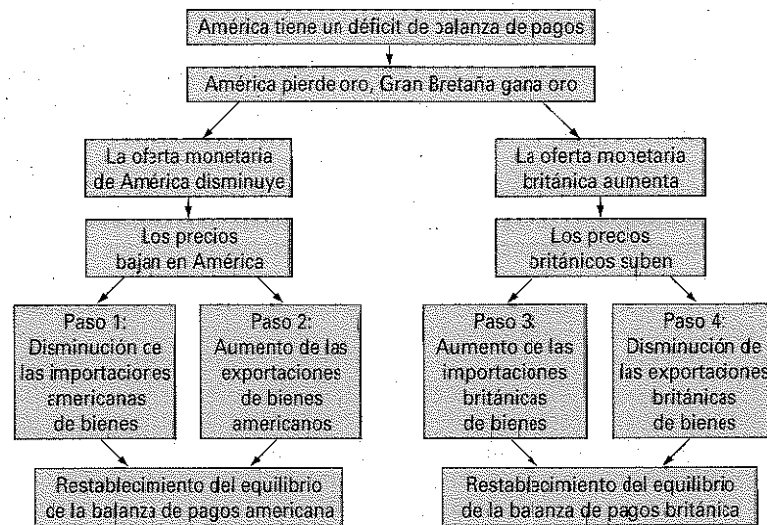 América tiene un déficit de balanza de pagos
América pierde oro, Gran Bretaña gana oro
La oferta monetaria
de América disminuye
La oferta monetaria
británica aumenta
Los precios
bajan en América
Los precios
británicos suben
Paso 1:
Disminución de
las importaciones
americanas
de bienes
Paso 2:
Aumento de las
exportaciones
de bienes
americanos
Paso 3:
Aumento de las
importaciones
británicas
de bienes
Paso 4:
Disminución de
las exportaciones
británicas
de bienes
Restablecimiento del equilibrio
de la balanza de pagos americana
Restablecimiento del equilibrio
de la balanza de pagos británica